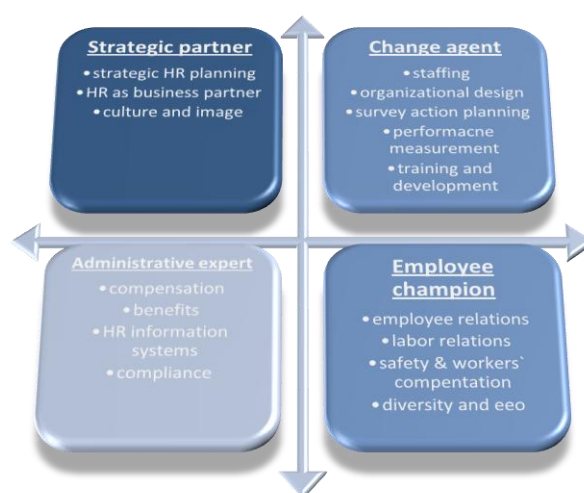 Strategic partner
• strategic HR planning
• HR as business partner
• culture and image
Change agent
• staffing
• organizational design
• survey action planning
• performacne
measurement
• training and
development
Administrative expert
• compensation
• benefits
• HR information
systems
• compliance
Employee
champion
• employee relations
• labor relations
• safety & workers`
compentation
• diversity and eeo